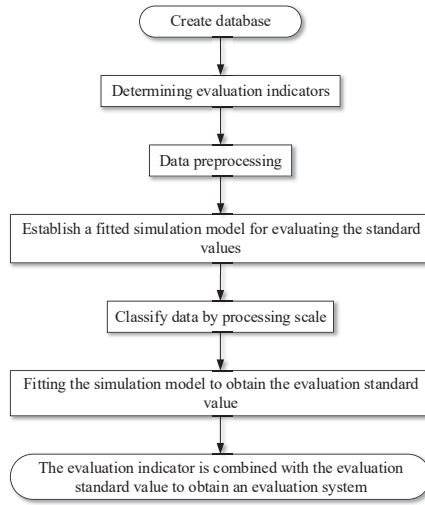 Create database
Determining evaluation indicators
Data preprocessing
Establish a fitted simulation model for evaluating the standard
values
Classify data by processing scale
Fitting the simulation model to obtain the evaluation standard
value
The evaluation indicator is combined with the evaluation
standard value to obtain an evaluation system